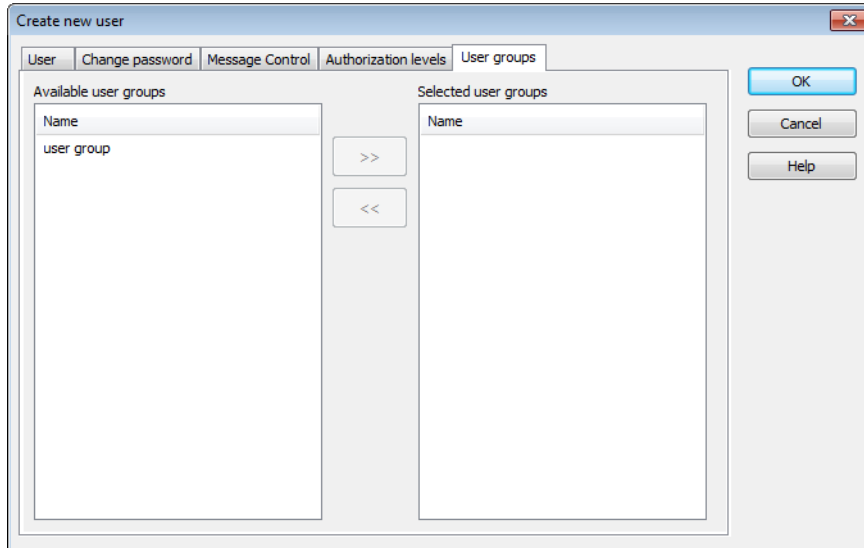 Create new user
User
Change password
Message Control
Authorization levels
User groups
Available user groups
Name
user group
>>
<<
Selected user groups
Name
OK
Cancel
Help